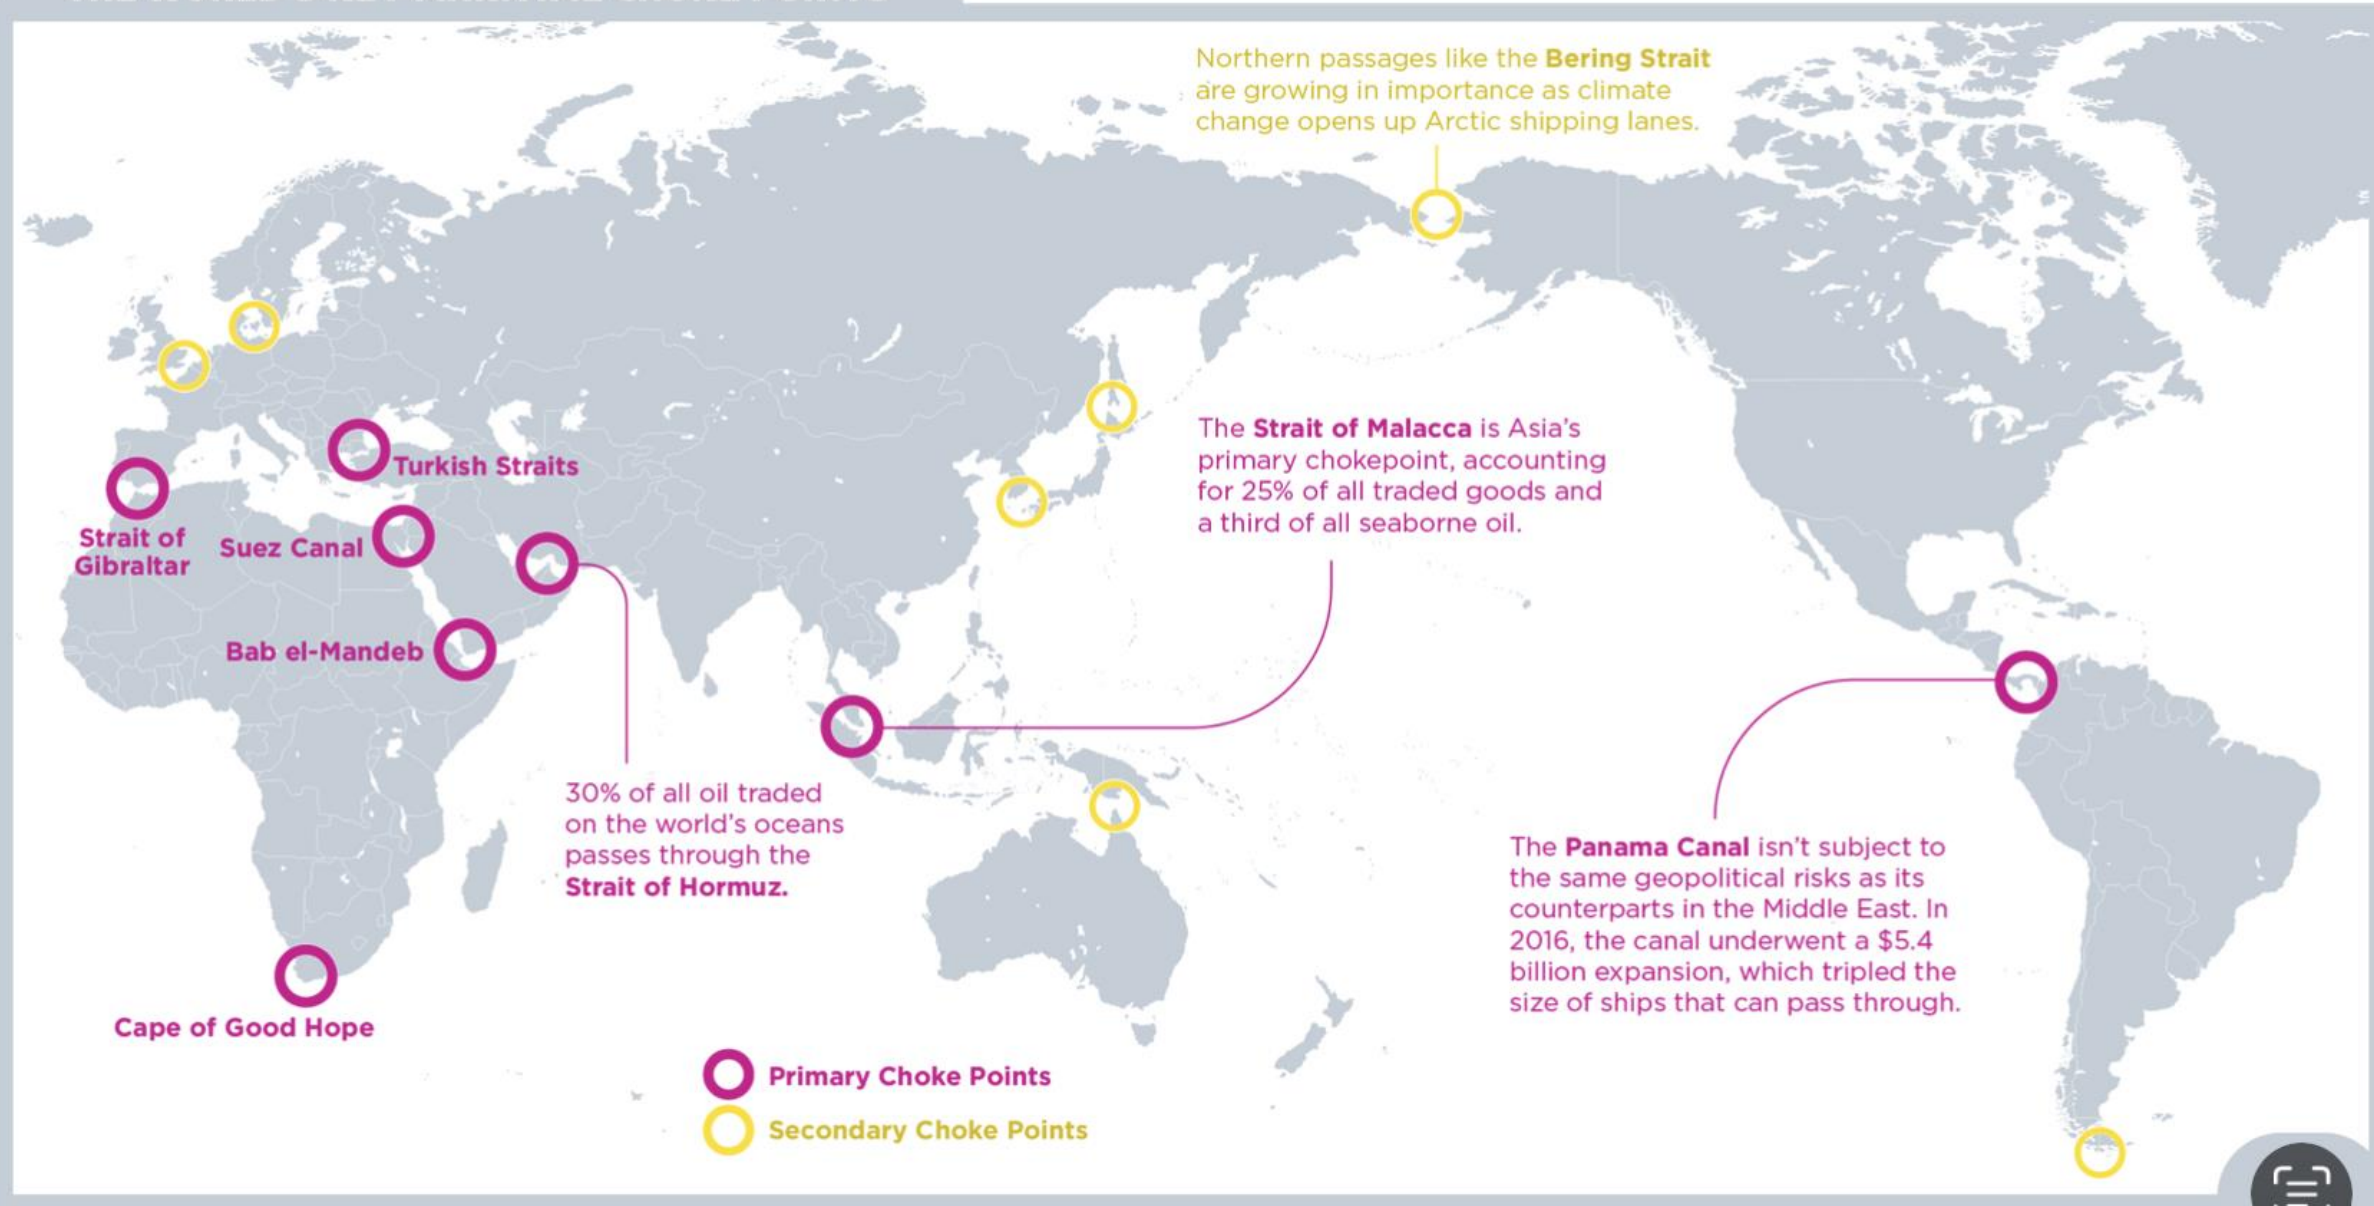 Northern passages like the Bering Strait
are growing in importance as climate
change opens up Arctic shipping lanes.
The Strait of Malacca is Asia's
primary chokepoint, accounting
for 25% of all traded goods and
a third of all seaborne oil.
Turkish Straits
Strait of
Gibraltar
Suez Canal
Bab el-Mandeb
30% of all oil traded
on the world's oceans
passes through the
Strait of Hormuz.
The Panama Canal isn't subject to
the same geopolitical risks as its
counterparts in the Middle East. In
2016, the canal underwent a $5.4
billion expansion, which tripled the
size of ships that can pass through.
Cape of Good Hope
Primary Choke Points
Secondary Choke Points